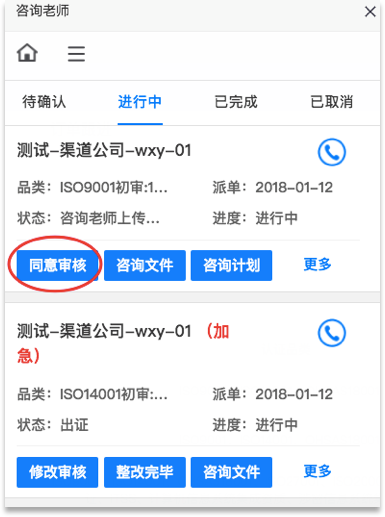 咨询老师
待确认 进行中 已完成 已取消
测试-渠道公司-wxy-01
品类：ISO9001初审:1... 派单：2018-01-12
状态：咨询老师上传... 进度：进行中
同意审核 咨询文件 咨询计划 更多
测试-渠道公司-wxy-01（加
急）
品类：ISO14001初审:... 派单：2018-01-12
状态：出证 进度：进行中
修改审核 整改完毕 咨询文件 更多